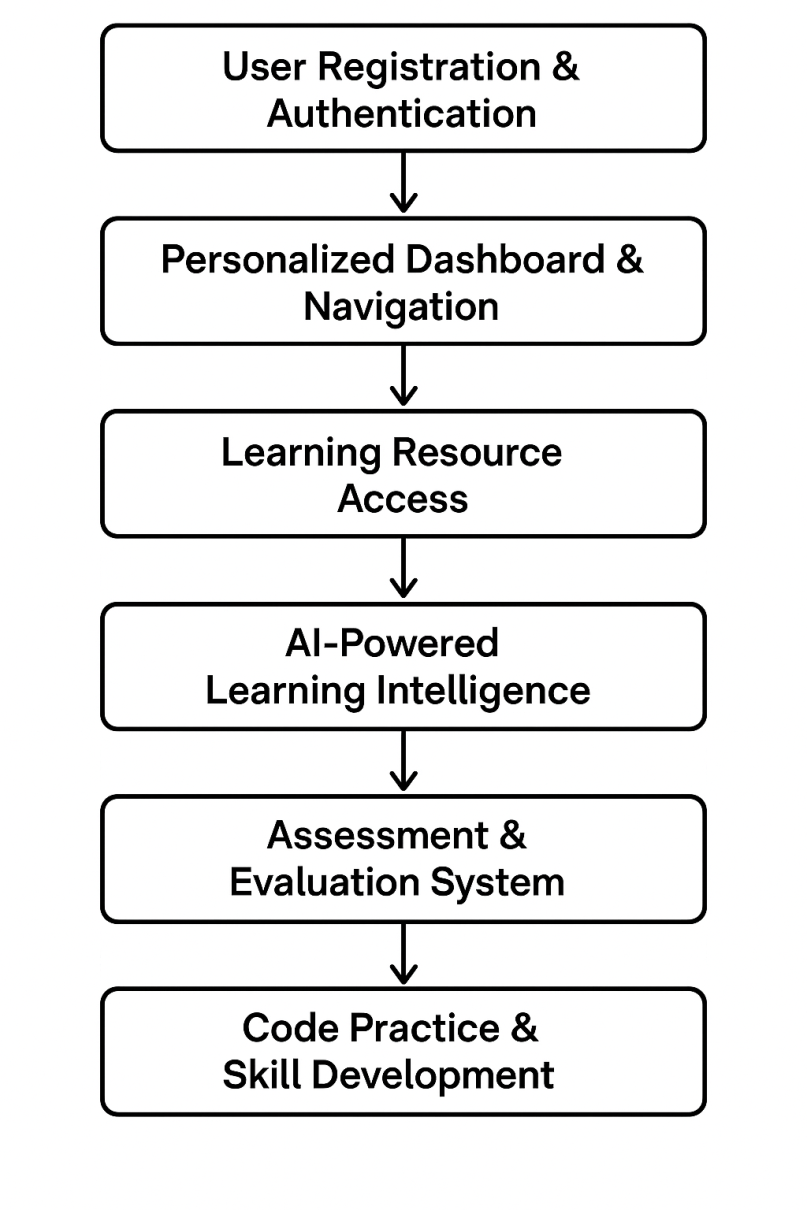 User Registration &
Authentication
Personalized Dashboard &
Navigation
Learning Resource
Access
AI-Powered
Learning Intelligence
Assessment &
Evaluation System
Code Practice &
Skill Development